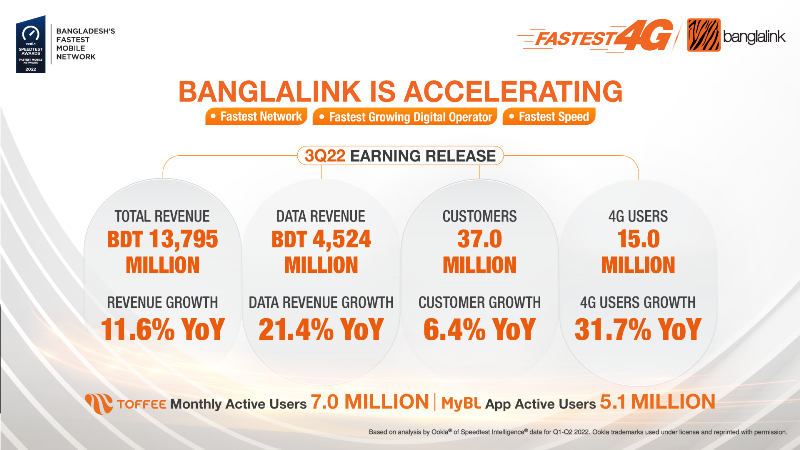 OOKLA
SPEEDTEST
AWARDS
FASTEST MOBILE
NETWORK
2022
BANGLADESH'S
FASTEST
MOBILE
NETWORK
FASTEST4G
banglalink
BANGLALINK IS ACCELERATING
• Fastest Network • Fastest Growing Digital Operator • Fastest Speed
3Q22 EARNING RELEASE
TOTAL REVENUE
BDT 13,795
MILLION
REVENUE GROWTH
11.6% YoY
DATA REVENUE
BDT 4,524
MILLION
DATA REVENUE GROWTH
21.4% YoY
CUSTOMERS
37.0
MILLION
CUSTOMER GROWTH
6.4% YoY
4G USERS
15.0
MILLION
4G USERS GROWTH
31.7% YoY
TOFFEE Monthly Active Users 7.0 MILLION | MyBL App Active Users 5.1 MILLION
Based on analysis by Ookla® of Speedtest Intelligence® data for Q1-Q2 2022. Ookla trademarks used under license and reprinted with permission.